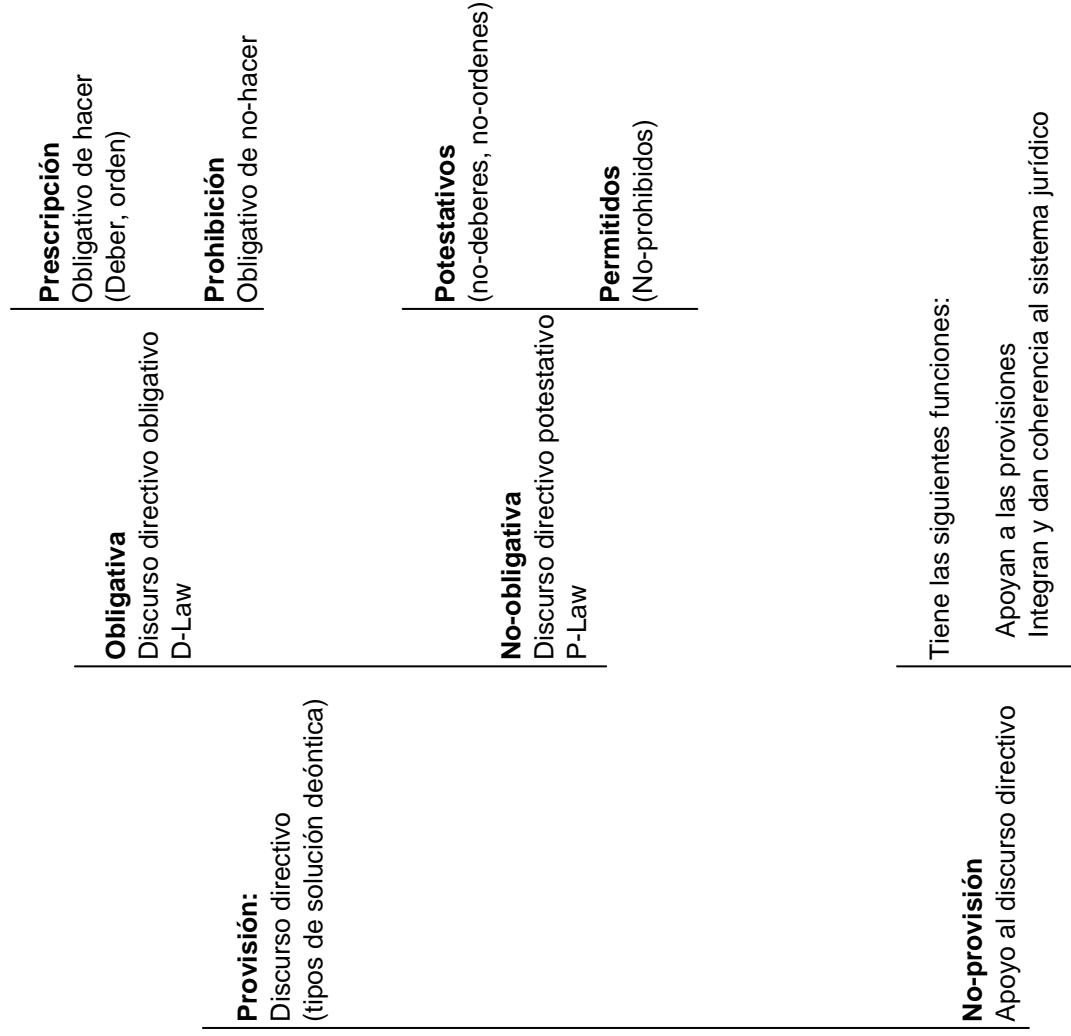 Provisión:
Discurso directivo
(tipos de solución deóntica)
Obligativa
Discurso directivo obligativo
D-Law
Prescripción
Obligativo de hacer
(Deber, orden)
Prohibición
Obligativo de no-hacer
No-obligativa
Discurso directivo potestativo
P-Law
Potestativos
(no-deberes, no-ordenes)
Permitidos
(No-prohibidos)
No-provisión
Apoyo al discurso directivo
Tiene las siguientes funciones:
Apoyan a las provisiones
Integran y dan coherencia al sistema jurídico